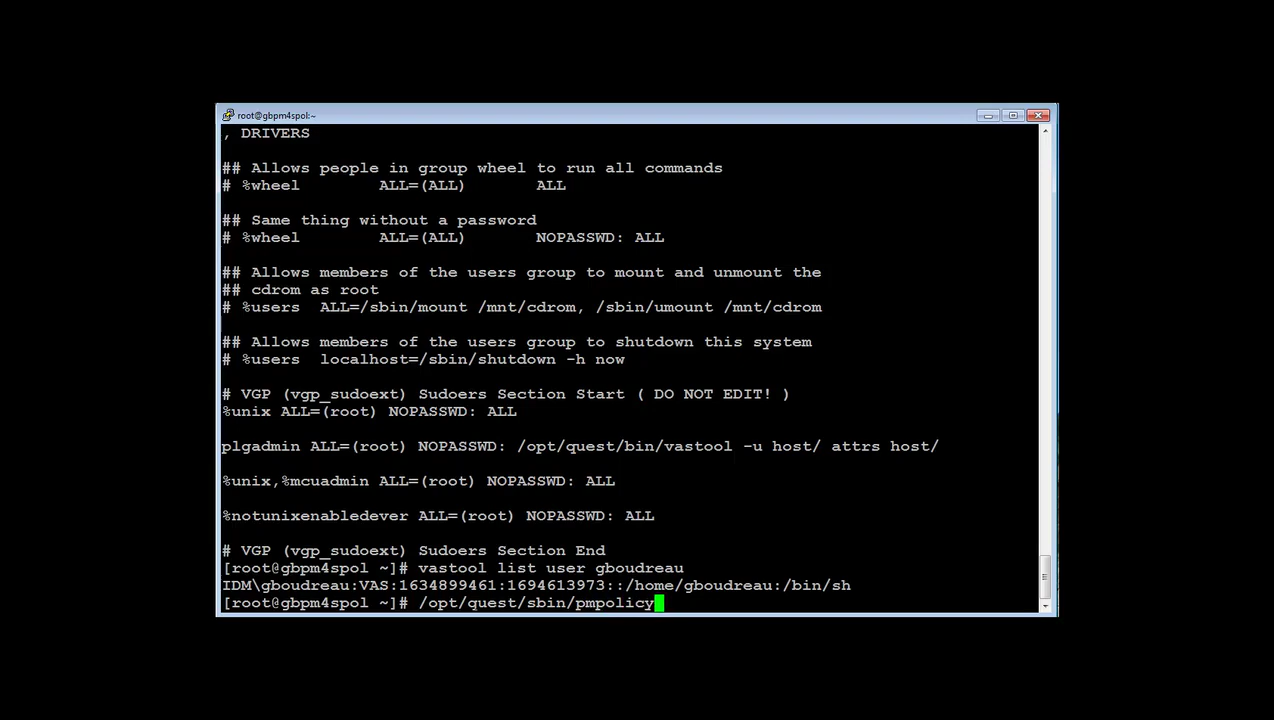 root@gbpm4spol:~
, DRIVERS
## Allows people in group wheel to run all commands
# %wheel        ALL=(ALL)       ALL
## Same thing without a password
# %wheel        ALL=(ALL)       NOPASSWD: ALL
## Allows members of the users group to mount and unmount the
## cdrom as root
# %users  ALL=/sbin/mount /mnt/cdrom, /sbin/umount /mnt/cdrom
## Allows members of the users group to shutdown this system
# %users  localhost=/sbin/shutdown -h now
# VGP (vgp_sudoext) Sudoers Section Start ( DO NOT EDIT! )
%unix ALL=(root) NOPASSWD: ALL
plgadmin ALL=(root) NOPASSWD: /opt/quest/bin/vastool -u host/ attrs host/
%unix,%mcuadmin ALL=(root) NOPASSWD: ALL
%notunixenabledever ALL=(root) NOPASSWD: ALL
# VGP (vgp_sudoext) Sudoers Section End
[root@gbpm4spol ~]# vastool list user gboudreau
IDM\gboudreau:VAS:1634899461:1694613973::/home/gboudreau:/bin/sh
[root@gbpm4spol ~]# /opt/quest/sbin/pmpolicy